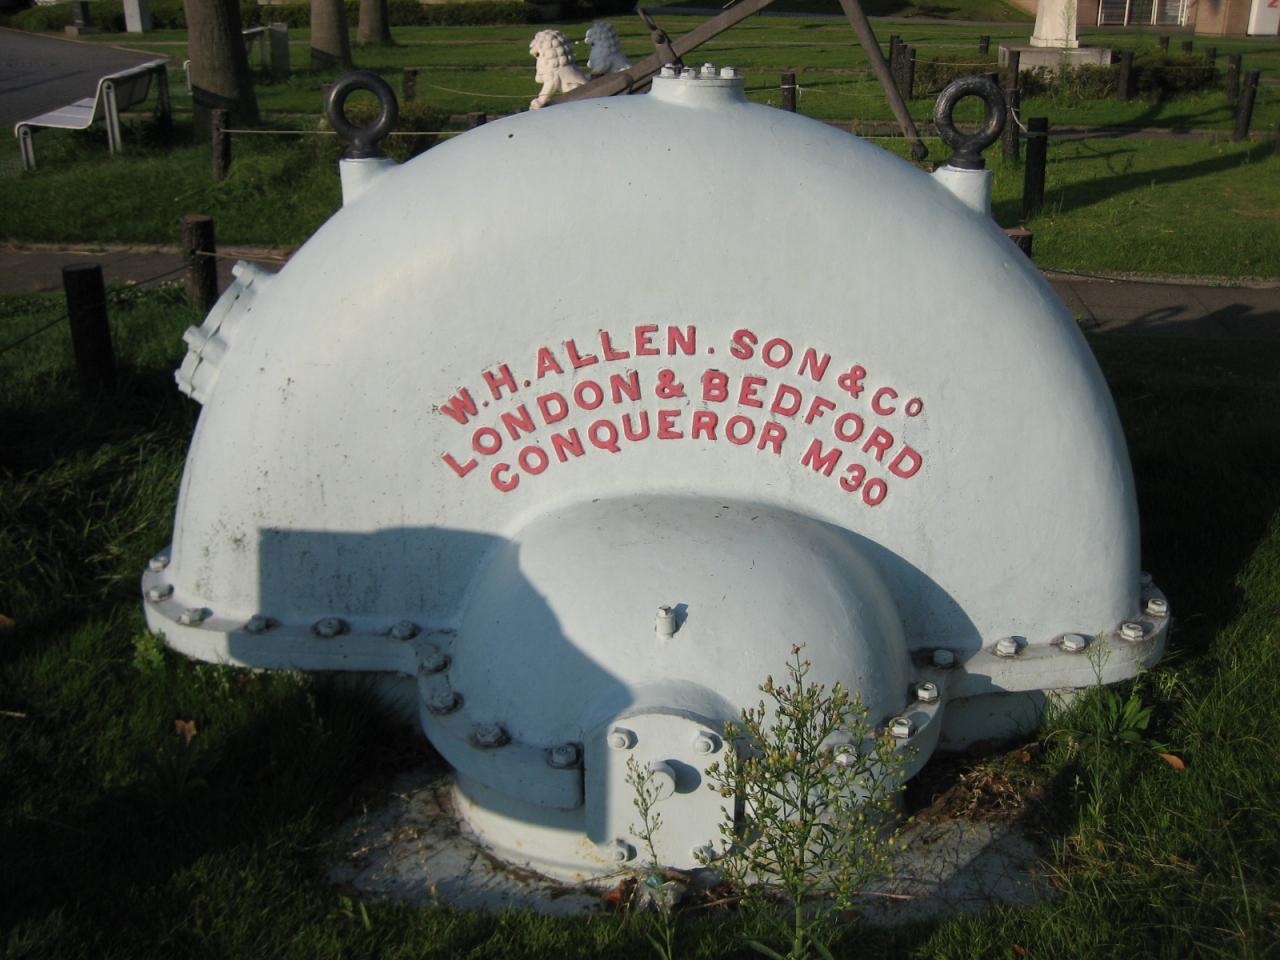 W.H.ALLEN.SON & Co
LONDON & BEDFORD
CONQUEROR M30